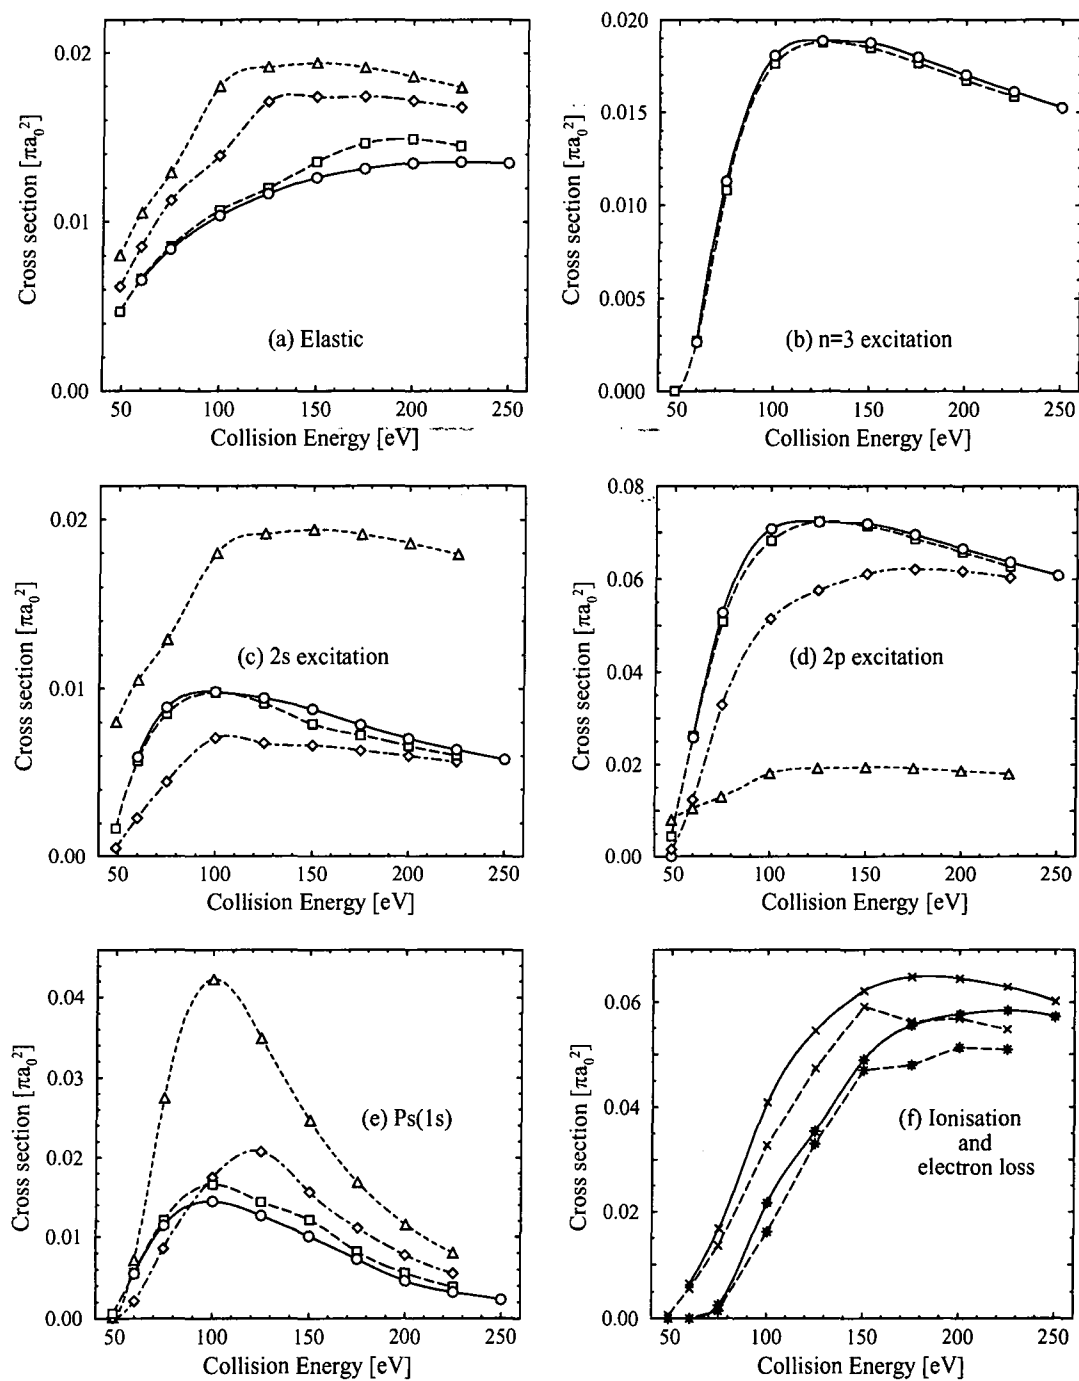 0.02
0.01
0.00
Cross section [πa₀²]
(a) Elastic
50 100 150 200 250
Collision Energy [eV]
0.020
0.015
0.010
0.005
0.000
Cross section [πa₀²]
(b) n=3 excitation
50 100 150 200 250
Collision Energy [eV]
0.02
0.01
0.00
Cross section [πa₀²]
(c) 2s excitation
50 100 150 200 250
Collision Energy [eV]
0.08
0.06
0.04
0.02
0.00
Cross section [πa₀²]
(d) 2p excitation
50 100 150 200 250
Collision Energy [eV]
0.04
0.03
0.02
0.01
0.00
Cross section [πa₀²]
(e) Ps(1s)
50 100 150 200 250
Collision Energy [eV]
0.06
0.04
0.02
0.00
Cross section [πa₀²]
(f) Ionisation
and
electron loss
50 100 150 200 250
Collision Energy [eV]